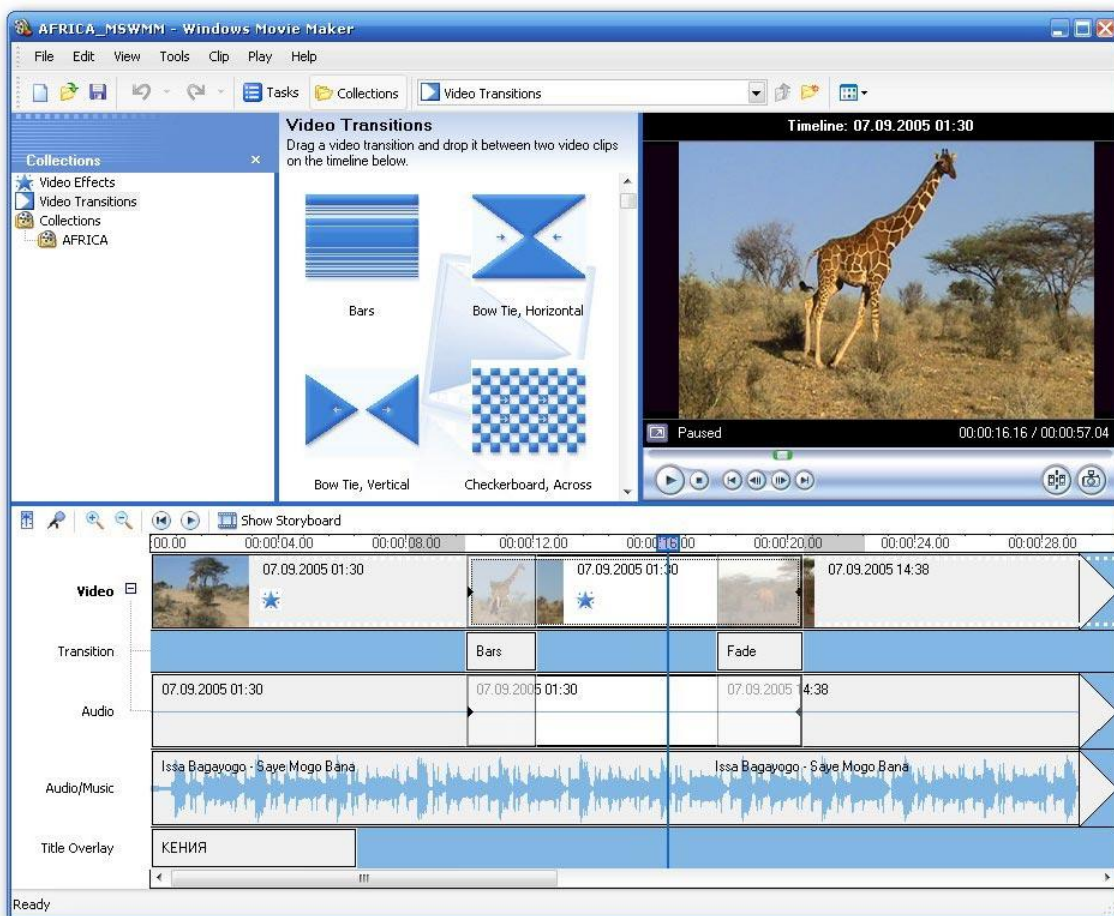 AFRICA_MSWMM - Windows Movie Maker
File Edit View Tools Clip Play Help
Tasks Collections Video Transitions
Collections
Video Effects
Video Transitions
Collections
AFRICA
Video Transitions
Drag a video transition and drop it between two video clips
on the timeline below.
Bars
Bow Tie, Horizontal
Bow Tie, Vertical
Checkerboard, Across
Timeline: 07.09.2005 01:30
Paused 00:00:16.16 / 00:00:57.04
Show Storyboard
00:00:04.00 00:00:08.00 00:00:12.00 00:00:20.00 00:00:24.00 00:00:28.00
Video 07.09.2005 01:30 07.09.2005 01:30 07.09.2005 14:38
Transition Bars Fade
Audio 07.09.2005 01:30 07.09.2005 01:30 07.09.2005 14:38
Audio/Music Issa Bagayogo - Saye Mogo Bana Issa Bagayogo - Saye Mogo Bana
Title Overlay КЕНИЯ
Ready